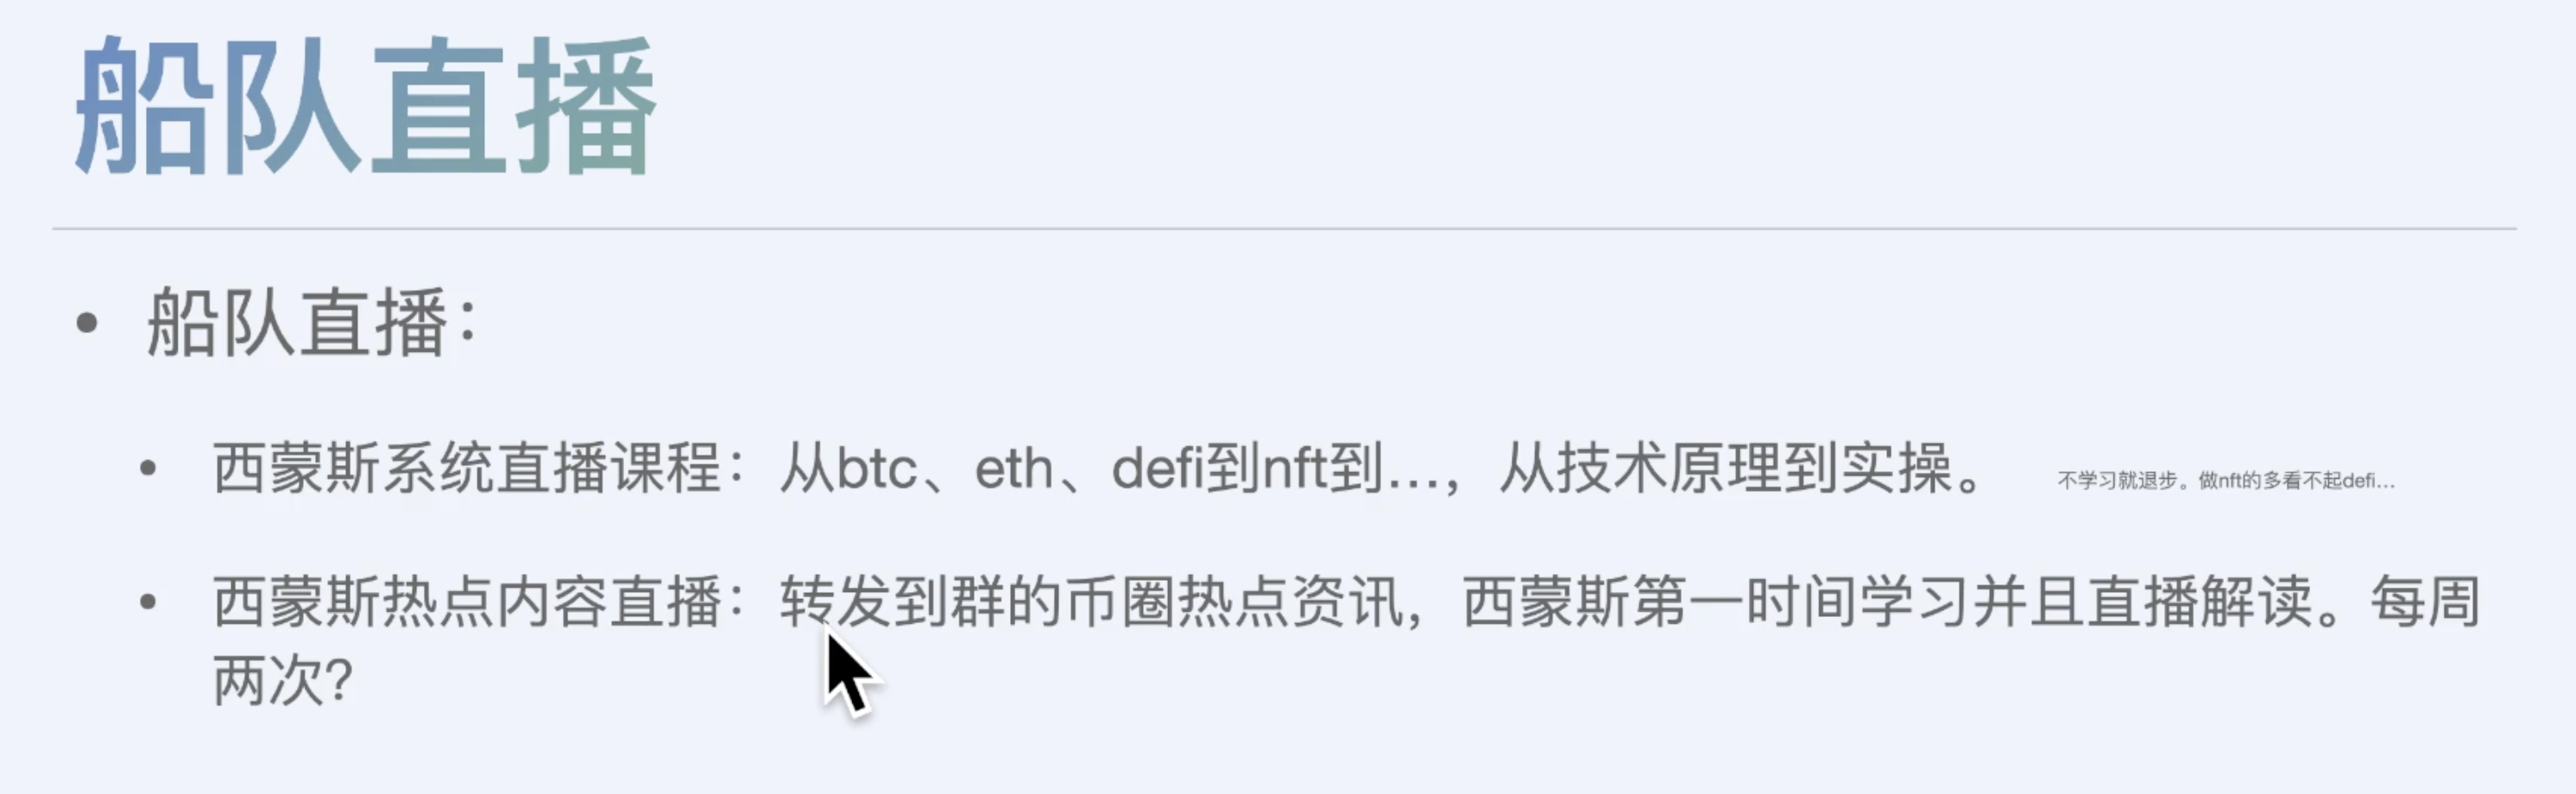 船队直播
• 船队直播：
• 西蒙斯系统直播课程：从btc、eth、defi到nft到…，从技术原理到实操。 不学习就退步。做nft的多看不起defi…
• 西蒙斯热点内容直播：转发到群的币圈热点资讯，西蒙斯第一时间学习并且直播解读。每周
两次？